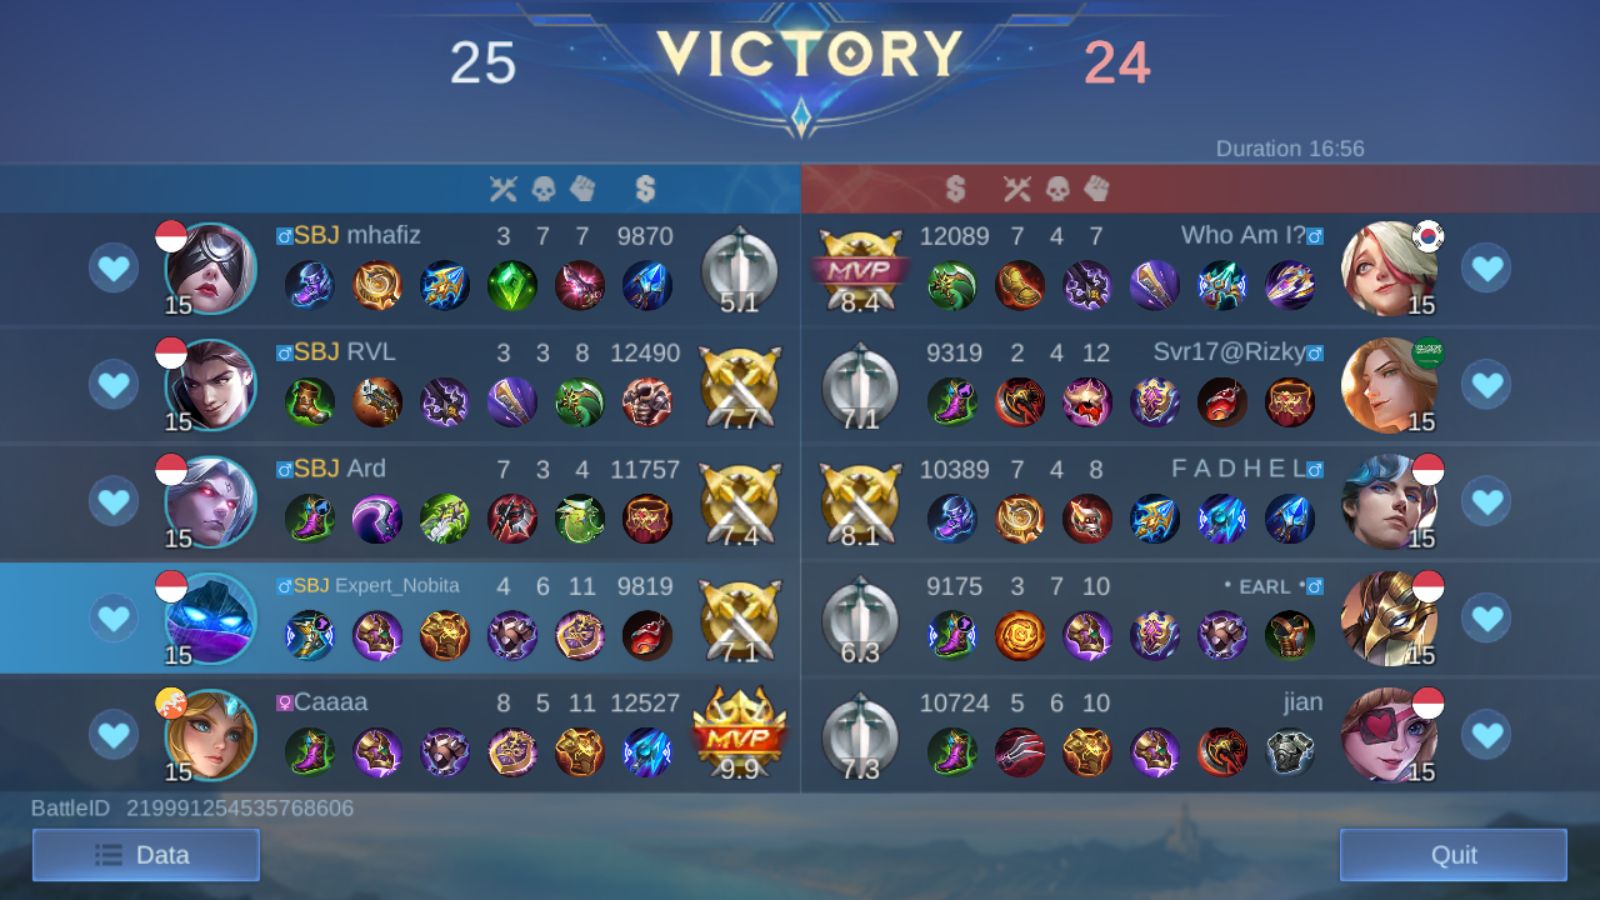 25 VICTORY 24
Duration 16:56
SBJ mhafiz 3 7 7 9870
15 5.1
MVP 12089 7 4 7 Who Am I?
8.4 15
SBJ RVL 3 3 8 12490
15 7.7
9319 2 4 12 Svr17@Rizky
7.1 15
SBJ Ard 7 3 4 11757
15 7.4
10389 7 4 8 F A D H E L
8.1 15
SBJ Expert_Nobita 4 6 11 9819
15 7.1
9175 3 7 10 • EARL •
6.3 15
Caaaa 8 5 11 12527
15 MVP 9.9
10724 5 6 10 jian
7.3 15
BattleID 219991254535768606
Data
Quit